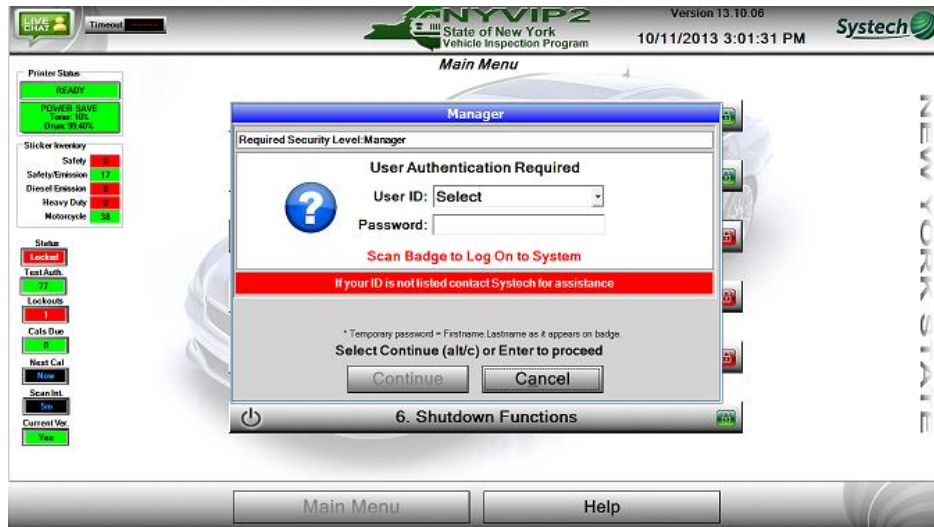 LIVE
CHAT
Timeout
NYVIP2
State of New York
Vehicle Inspection Program
Version 13.10.06
10/11/2013 3:01:31 PM
Systech
Main Menu
Printer Status
READY
POWER SAVE
Toner: 10%
Drum: 99.40%
Sticker Inventory
Safety 0
Safety/Emission 17
Diesel Emission 0
Heavy Duty 0
Motorcycle 38
Status
Locked
Test Auth.
77
Lockouts
1
Cals Due
0
Next Cal
Now
Scan Int.
5m
Current Ver.
Yes
Manager
Required Security Level:Manager
User Authentication Required
User ID: Select
Password:
Scan Badge to Log On to System
If your ID is not listed contact Systech for assistance
* Temporary password = Firstname.Lastname as it appears on badge.
Select Continue (alt/c) or Enter to proceed
Continue
Cancel
6. Shutdown Functions
NEW YORK STATE
Main Menu
Help